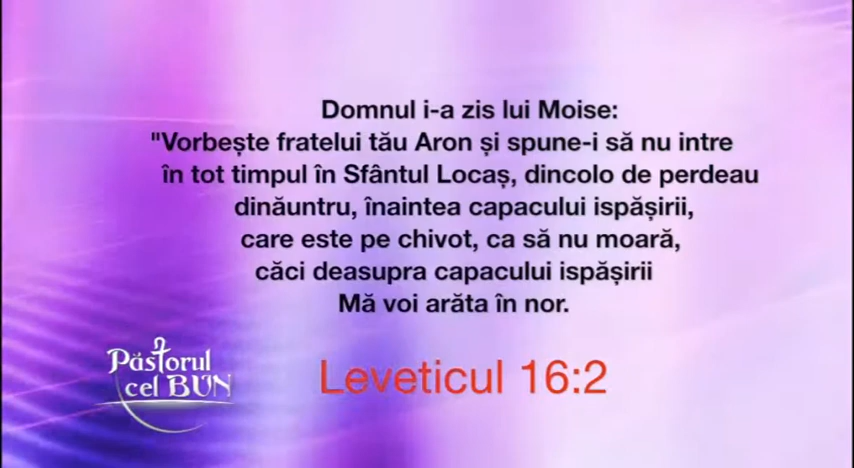 Domnul i-a zis lui Moise:
"Vorbește fratelui tău Aron și spune-i să nu intre
în tot timpul în Sfântul Locaș, dincolo de perdeau
dinăuntru, înaintea capacului ispășirii,
care este pe chivot, ca să nu moară,
căci deasupra capacului ispășirii
Mă voi arăta în nor.
Păstorul
cel BUN
Leveticul 16:2